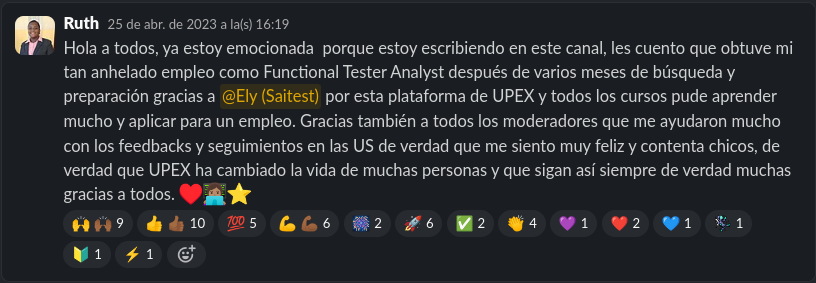 Ruth 25 de abr. de 2023 a la(s) 16:19
Hola a todos, ya estoy emocionada porque estoy escribiendo en este canal, les cuento que obtuve mi
tan anhelado empleo como Functional Tester Analyst después de varios meses de búsqueda y
preparación gracias a @Ely (Saitest) por esta plataforma de UPEX y todos los cursos pude aprender
mucho y aplicar para un empleo. Gracias también a todos los moderadores que me ayudaron mucho
con los feedbacks y seguimientos en las US de verdad que me siento muy feliz y contenta chicos, de
verdad que UPEX ha cambiado la vida de muchas personas y que sigan así siempre de verdad muchas
gracias a todos. ❤️👩🏽‍💻⭐
🙌🙌🏾 9 👍👍🏾 10 💯 5 💪💪🏾 6 🎆 2 🚀 6 ✅ 2 👏 4 💜 1 ❤️ 2 💙 1 1
🔰 1 ⚡ 1